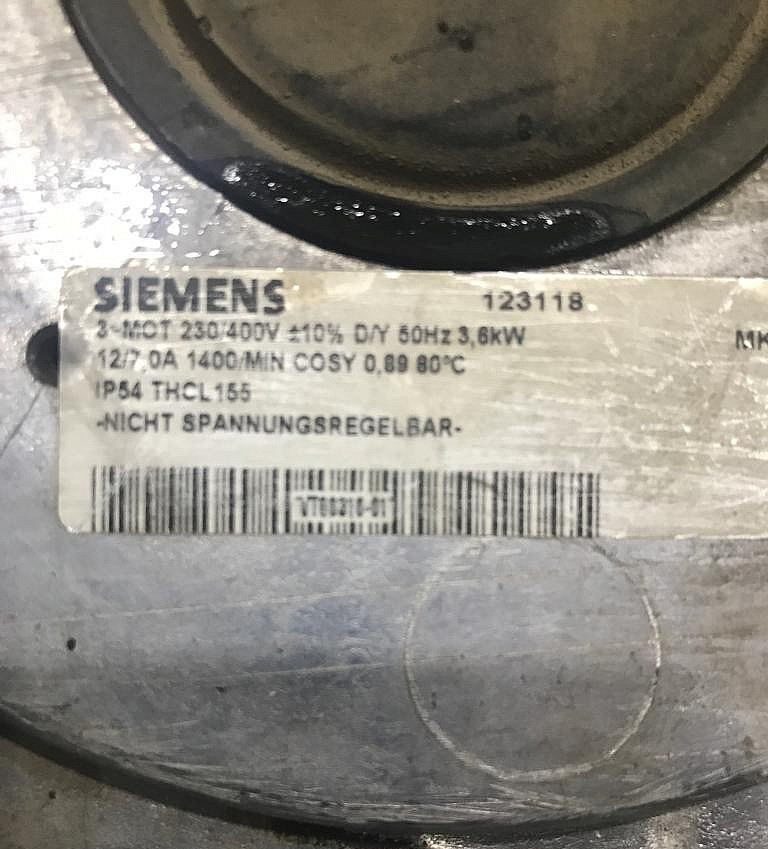 SIEMENS 123118
3~MOT 230/400V ±10% D/Y 50Hz 3,6kW MK
12/7,0A 1400/MIN COSY 0,89 80°C
IP54 THCL155
-NICHT SPANNUNGSREGELBAR-